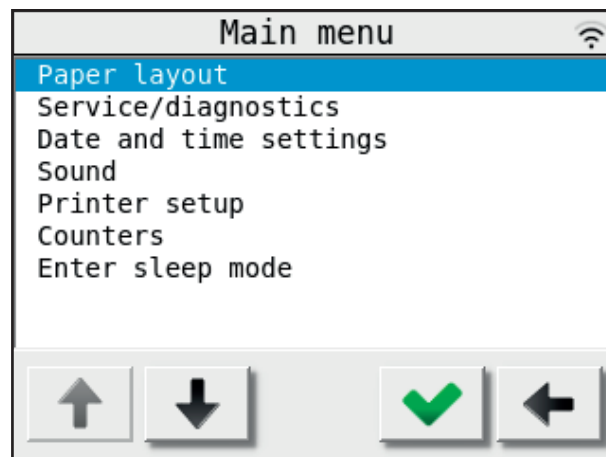 Main menu
Paper layout
Service/diagnostics
Date and time settings
Sound
Printer setup
Counters
Enter sleep mode